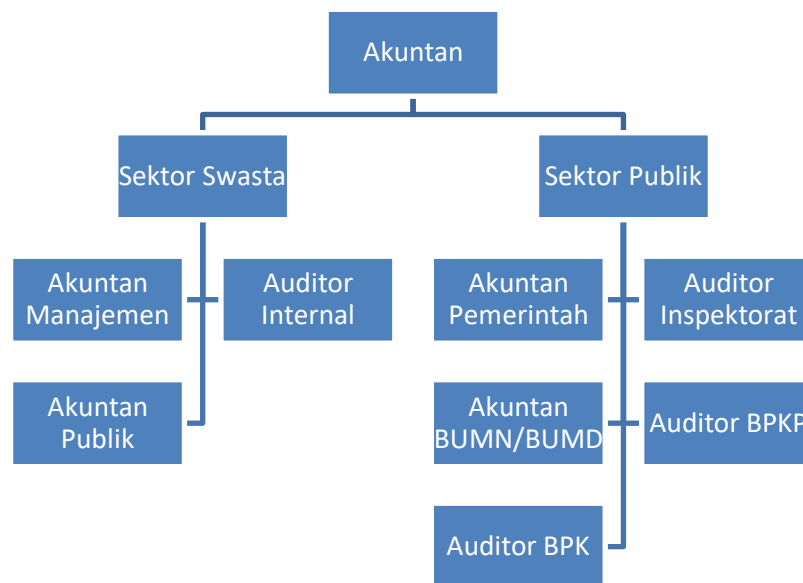 Akuntan
Sektor Swasta
Sektor Publik
Akuntan
Manajemen
Auditor
Internal
Akuntan
Pemerintah
Auditor
Inspektorat
Akuntan
Publik
Akuntan
BUMN/BUMD
Auditor BPKP
Auditor BPK